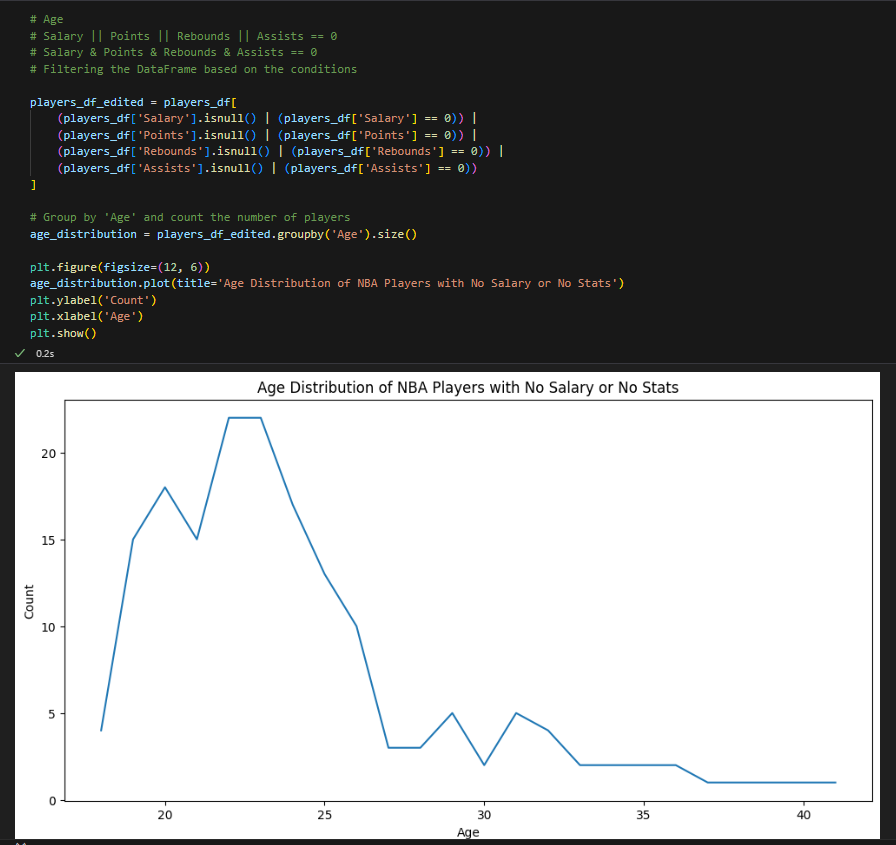 # Age
# Salary || Points || Rebounds || Assists == 0
# Salary & Points & Rebounds & Assists == 0
# Filtering the DataFrame based on the conditions
players_df_edited = players_df[
(players_df['Salary'].isnull() | (players_df['Salary'] == 0)) |
(players_df['Points'].isnull() | (players_df['Points'] == 0)) |
(players_df['Rebounds'].isnull() | (players_df['Rebounds'] == 0)) |
(players_df['Assists'].isnull() | (players_df['Assists'] == 0))
]
# Group by 'Age' and count the number of players
age_distribution = players_df_edited.groupby('Age').size()
plt.figure(figsize=(12, 6))
age_distribution.plot(title='Age Distribution of NBA Players with No Salary or No Stats')
plt.ylabel('Count')
plt.xlabel('Age')
plt.show()
0.2s
Age Distribution of NBA Players with No Salary or No Stats
20
15
10
5
0
Count
20 25 30 35 40
Age